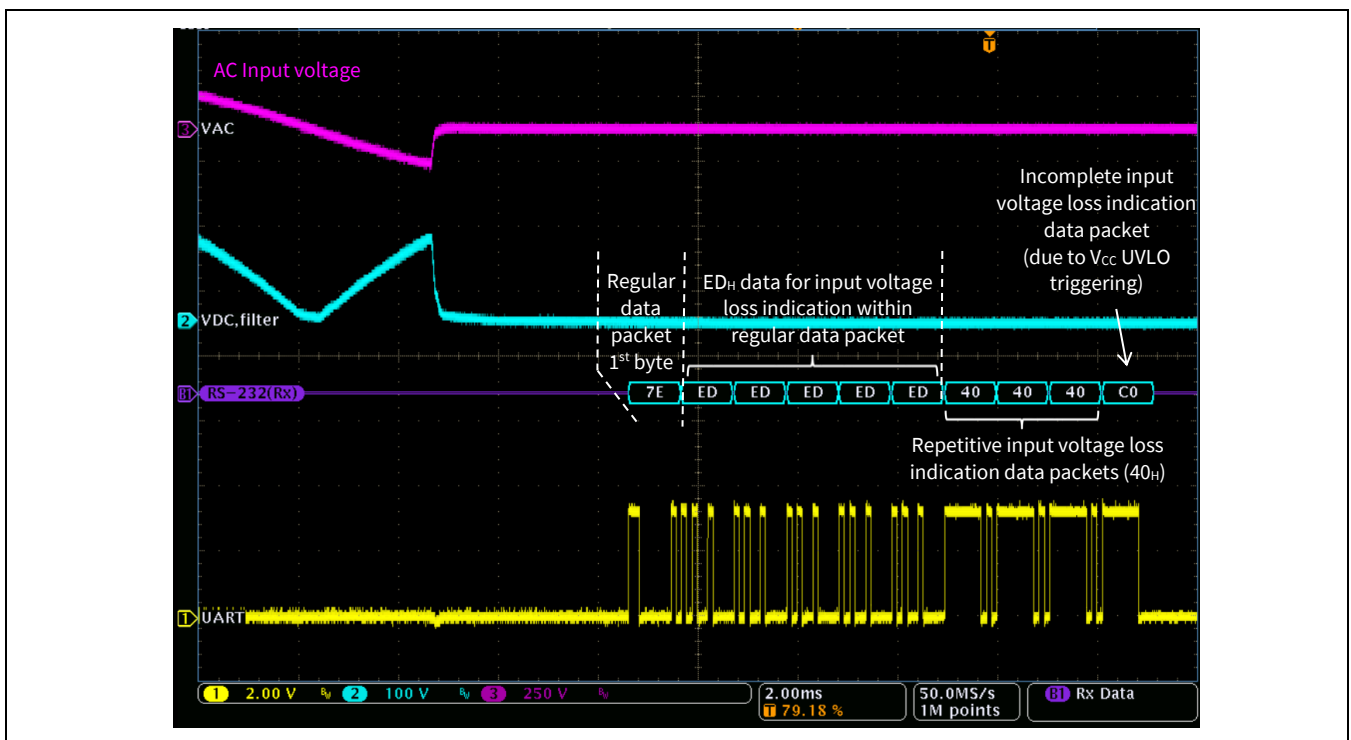 T
AC Input voltage
3 VAC
Incomplete input
voltage loss indication
data packet
(due to VCC UVLO
triggering)
Regular
data
packet
1st byte
EDH data for input voltage
loss indication within
regular data packet
2 VDC,filter
B1 RS-232(Rx)
7E ED ED ED ED ED 40 40 40 C0
Repetitive input voltage loss
indication data packets (40H)
1 UART
1 2.00 V BW 2 100 V BW 3 250 V BW
2.00ms
T 79.18 %
50.0MS/s
1M points
B1 Rx Data